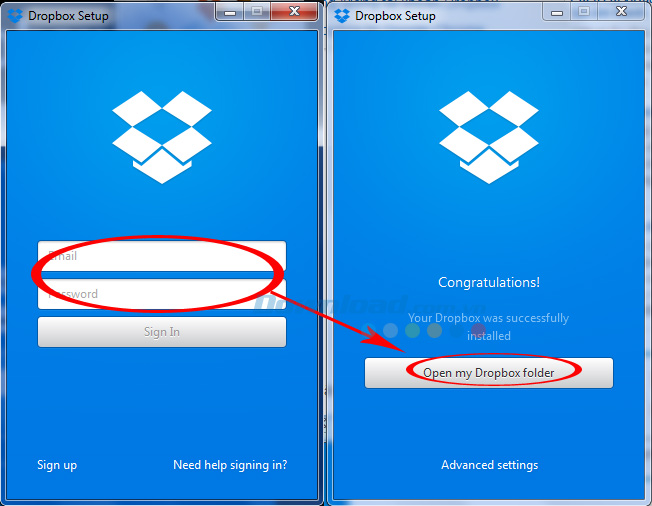 Dropbox Setup
Email
Password
Sign In
Sign up
Need help signing in?
Dropbox Setup
Congratulations!
Your Dropbox was successfully
installed
Open my Dropbox folder
Advanced settings
Download.com.vn